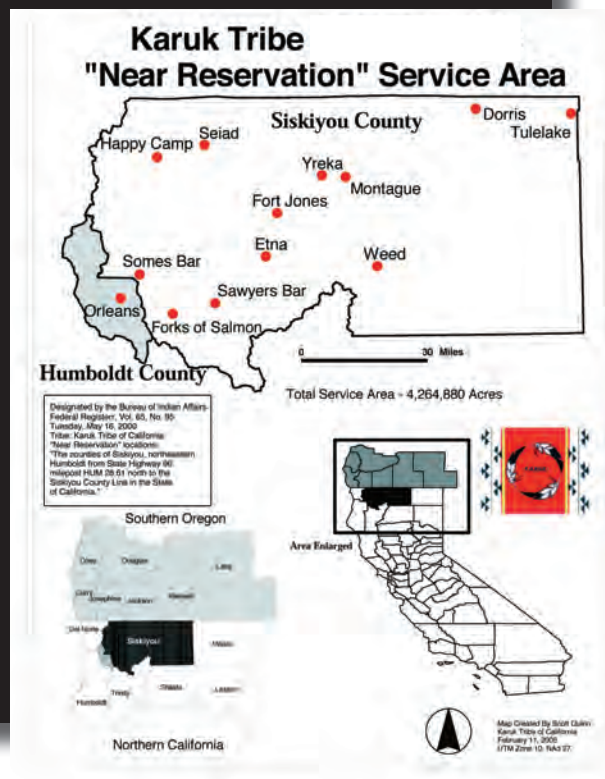 Karuk Tribe
"Near Reservation" Service Area
Siskiyou County
Dorris
Tulelake
Happy Camp
Seiad
Yreka
Montague
Fort Jones
Etna
Weed
Somes Bar
Sawyers Bar
Orleans
Forks of Salmon
0 30 Miles
Humboldt County
Total Service Area - 4,264,880 Acres
Designated by the Bureau of Indian Affairs
Federal Register, Vol. 65, No. 95
Tuesday, May 16, 2000
Tribe: Karuk Tribe of California
"Near Reservation" locations:
"The counties of Siskiyou, northeastern
Humboldt from State Highway 96
milepost HUM 28.61 north to the
Siskiyou County Line in the State
of California."
KARUK
Area Enlarged
Southern Oregon
Coos Douglas Lake
Curry Josephine Jackson Klamath
Del Norte Siskiyou Modoc
Humboldt Trinity Shasta Lassen
Northern California
Map Created By Scott Quinn
Karuk Tribe of California
February 11, 2005
UTM Zone 10, NAd 27